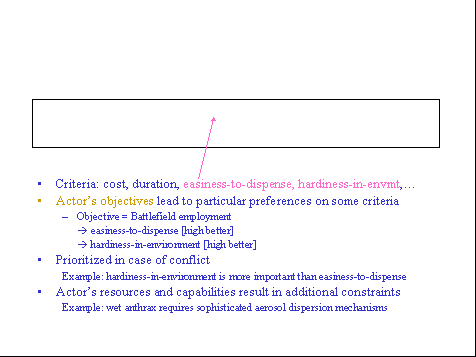 • Criteria: cost, duration, easiness-to-dispense, hardiness-in-envmt,…
• Actor's objectives lead to particular preferences on some criteria
– Objective = Battlefield employment
→ easiness-to-dispense [high better]
→ hardiness-in-environment [high better]
• Prioritized in case of conflict
Example: hardiness-in-environment is more important than easiness-to-dispense
• Actor's resources and capabilities result in additional constraints
Example: wet anthrax requires sophisticated aerosol dispersion mechanisms